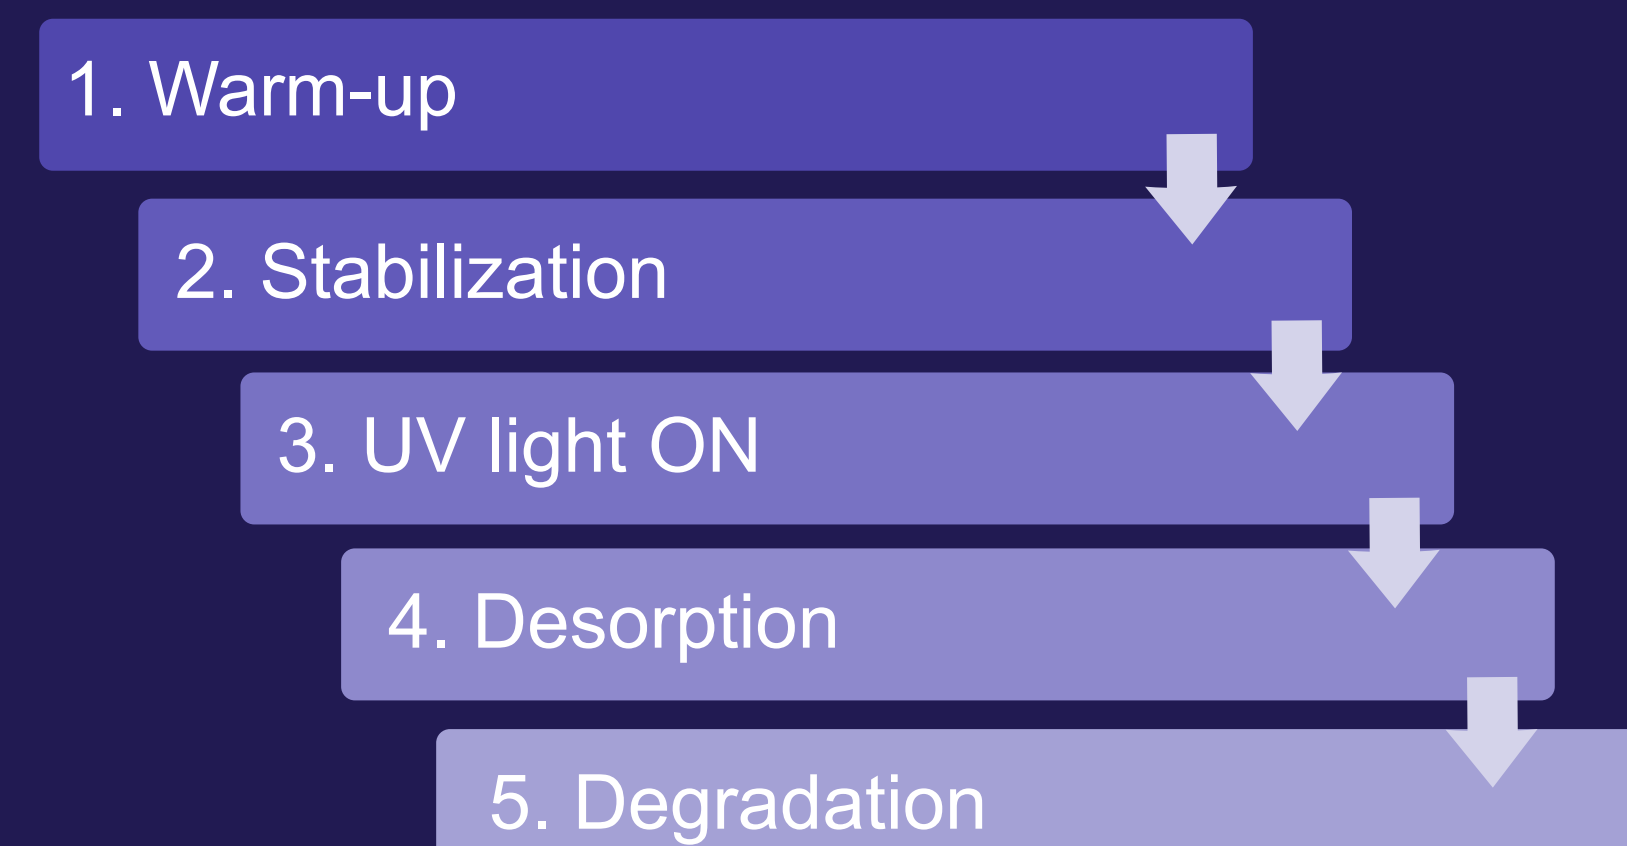 1. Warm-up
2. Stabilization
3. UV light ON
4. Desorption
5. Degradation